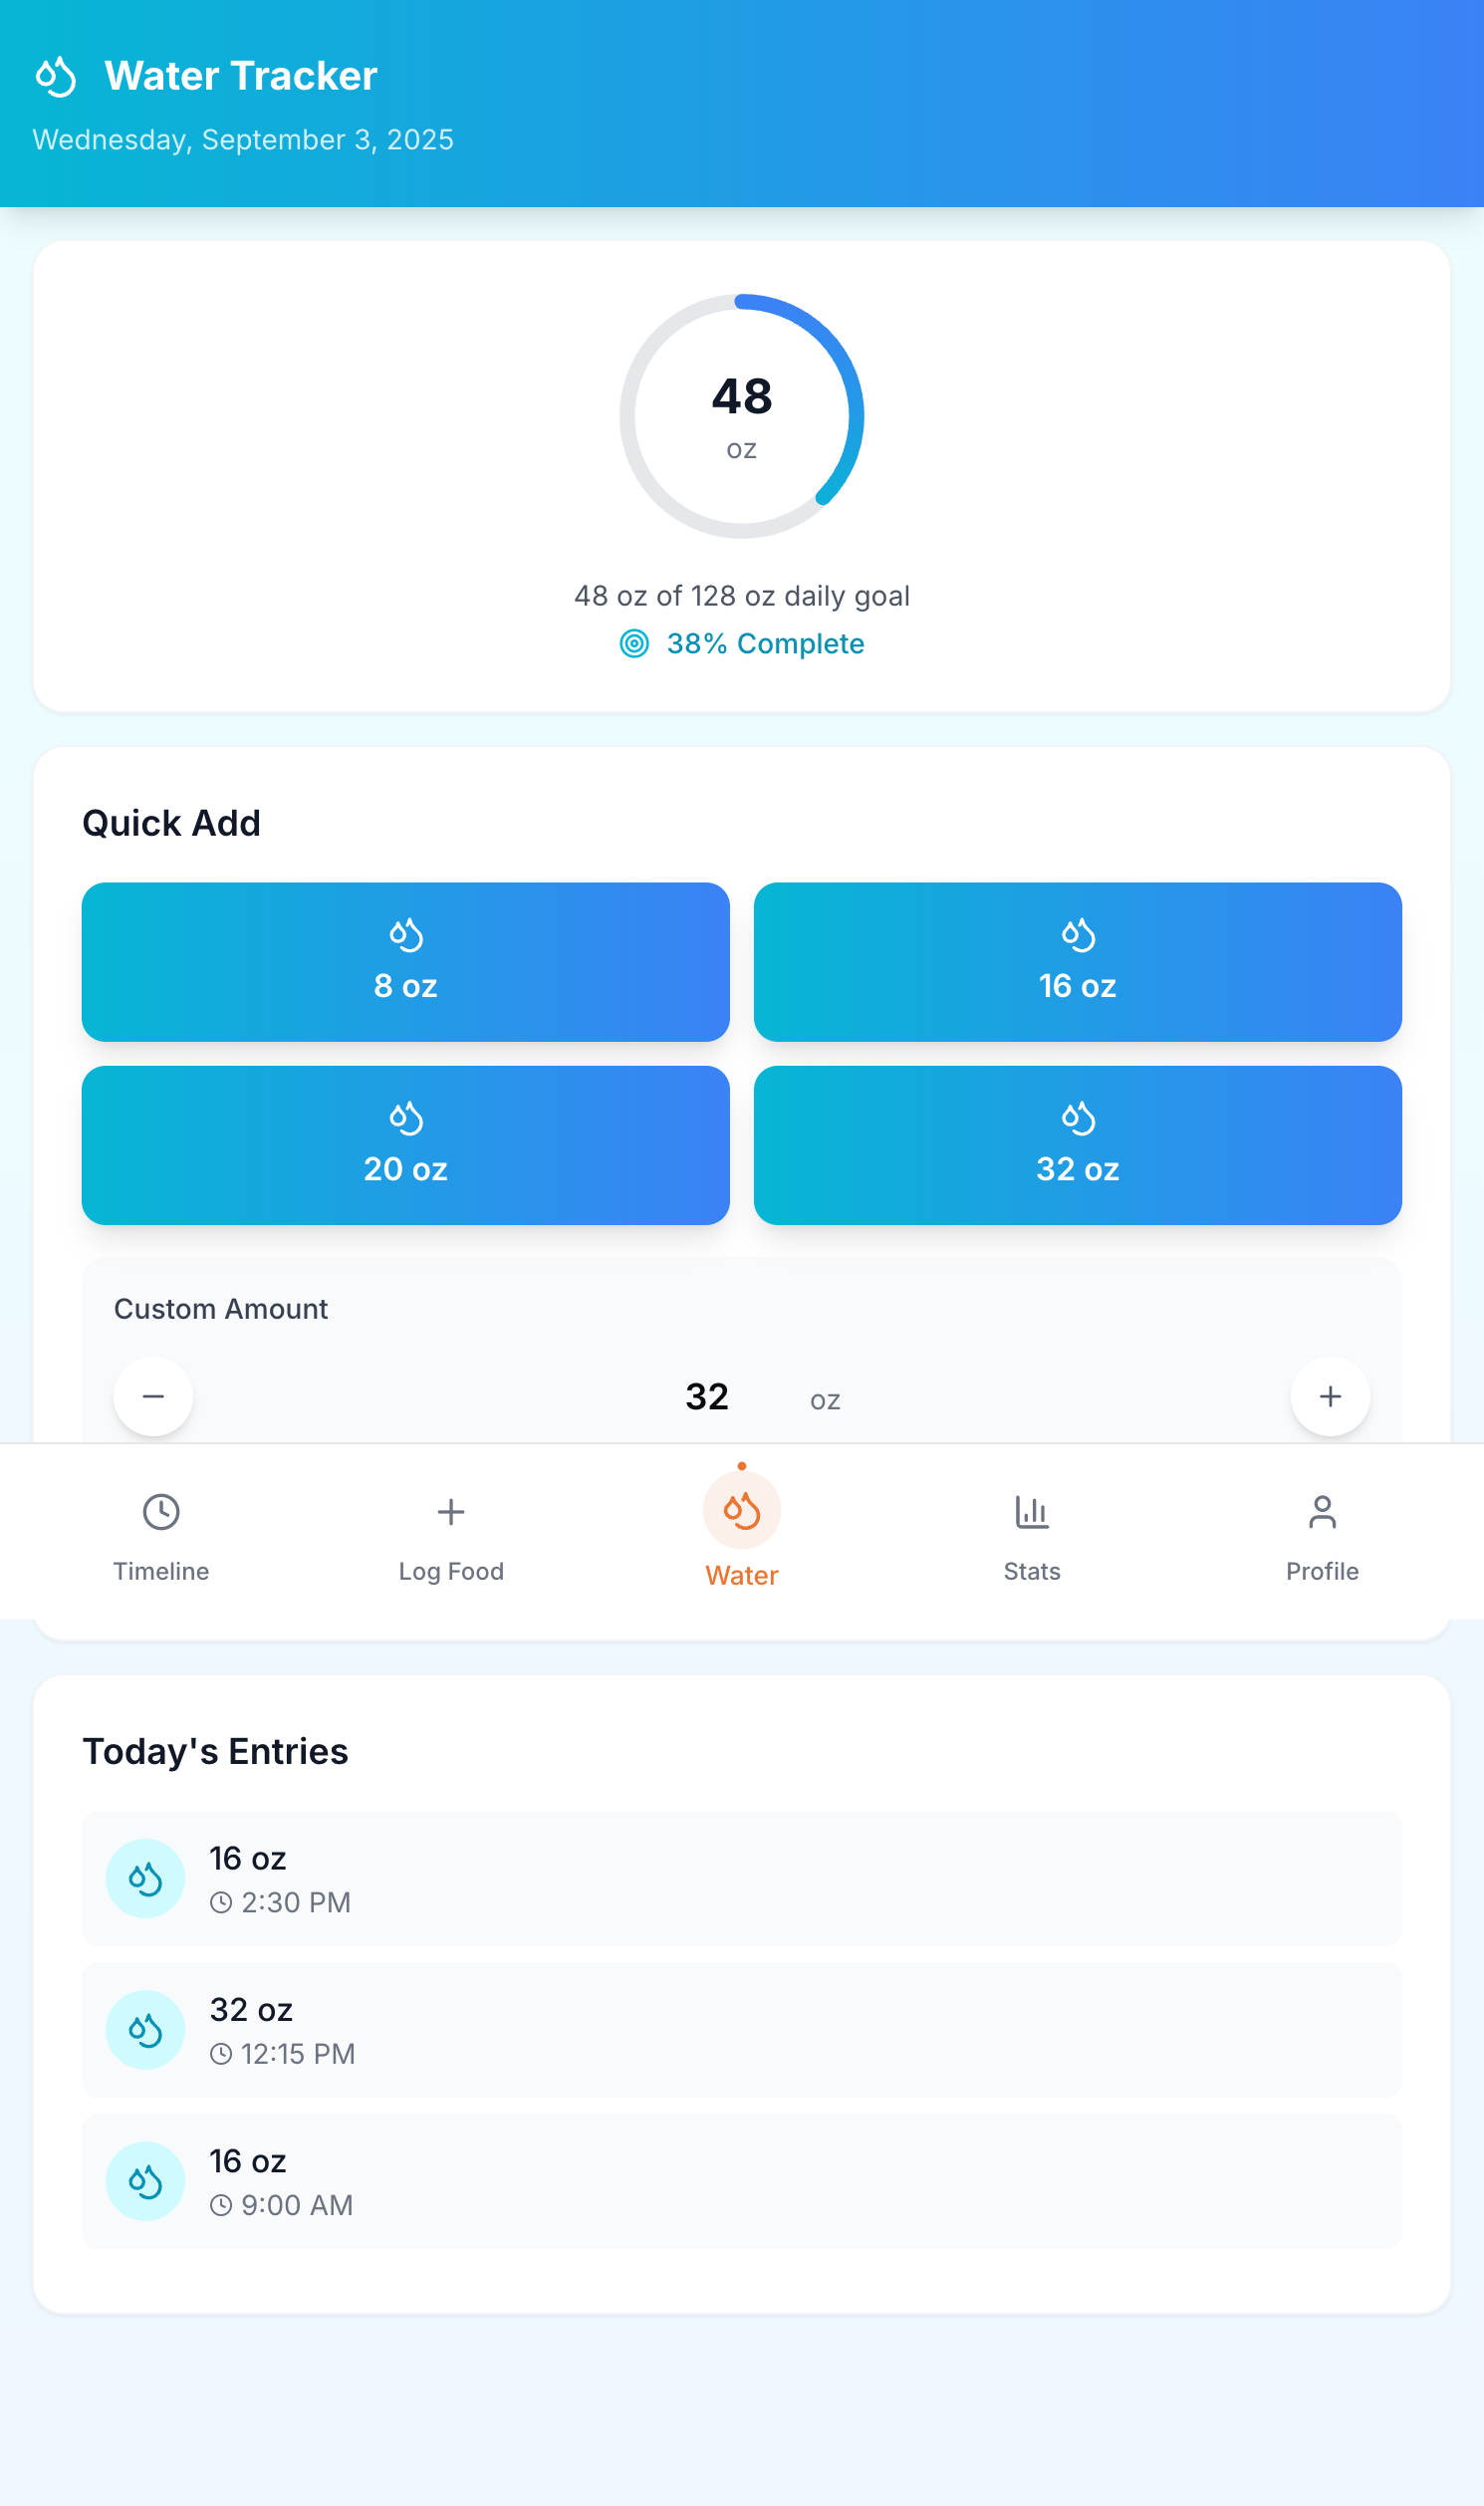 Water Tracker
Wednesday, September 3, 2025
48
oz
48 oz of 128 oz daily goal
38% Complete
Quick Add
8 oz
16 oz
20 oz
32 oz
Custom Amount
32 oz
Timeline
Log Food
Water
Stats
Profile
Today's Entries
16 oz
2:30 PM
32 oz
12:15 PM
16 oz
9:00 AM